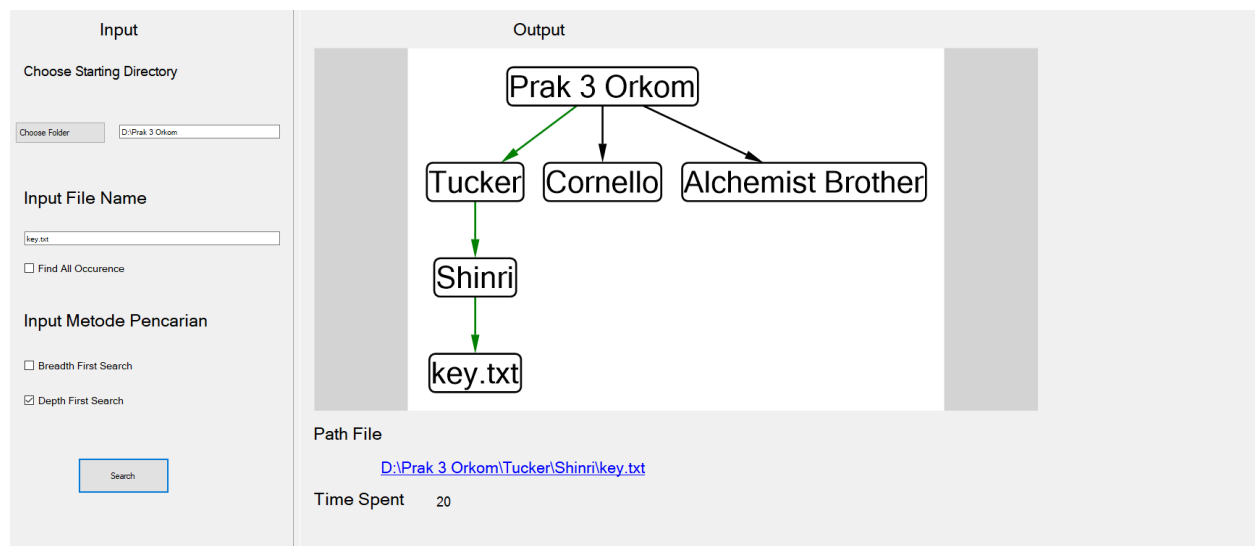 Input
Choose Starting Directory
Choose Folder
D:\Prak 3 Orkom
Input File Name
key.txt
Find All Occurence
Input Metode Pencarian
Breadth First Search
Depth First Search
Search
Output
Prak 3 Orkom
Tucker Cornello Alchemist Brother
Shinri
key.txt
Path File
D:\Prak 3 Orkom\Tucker\Shinri\key.txt
Time Spent 20